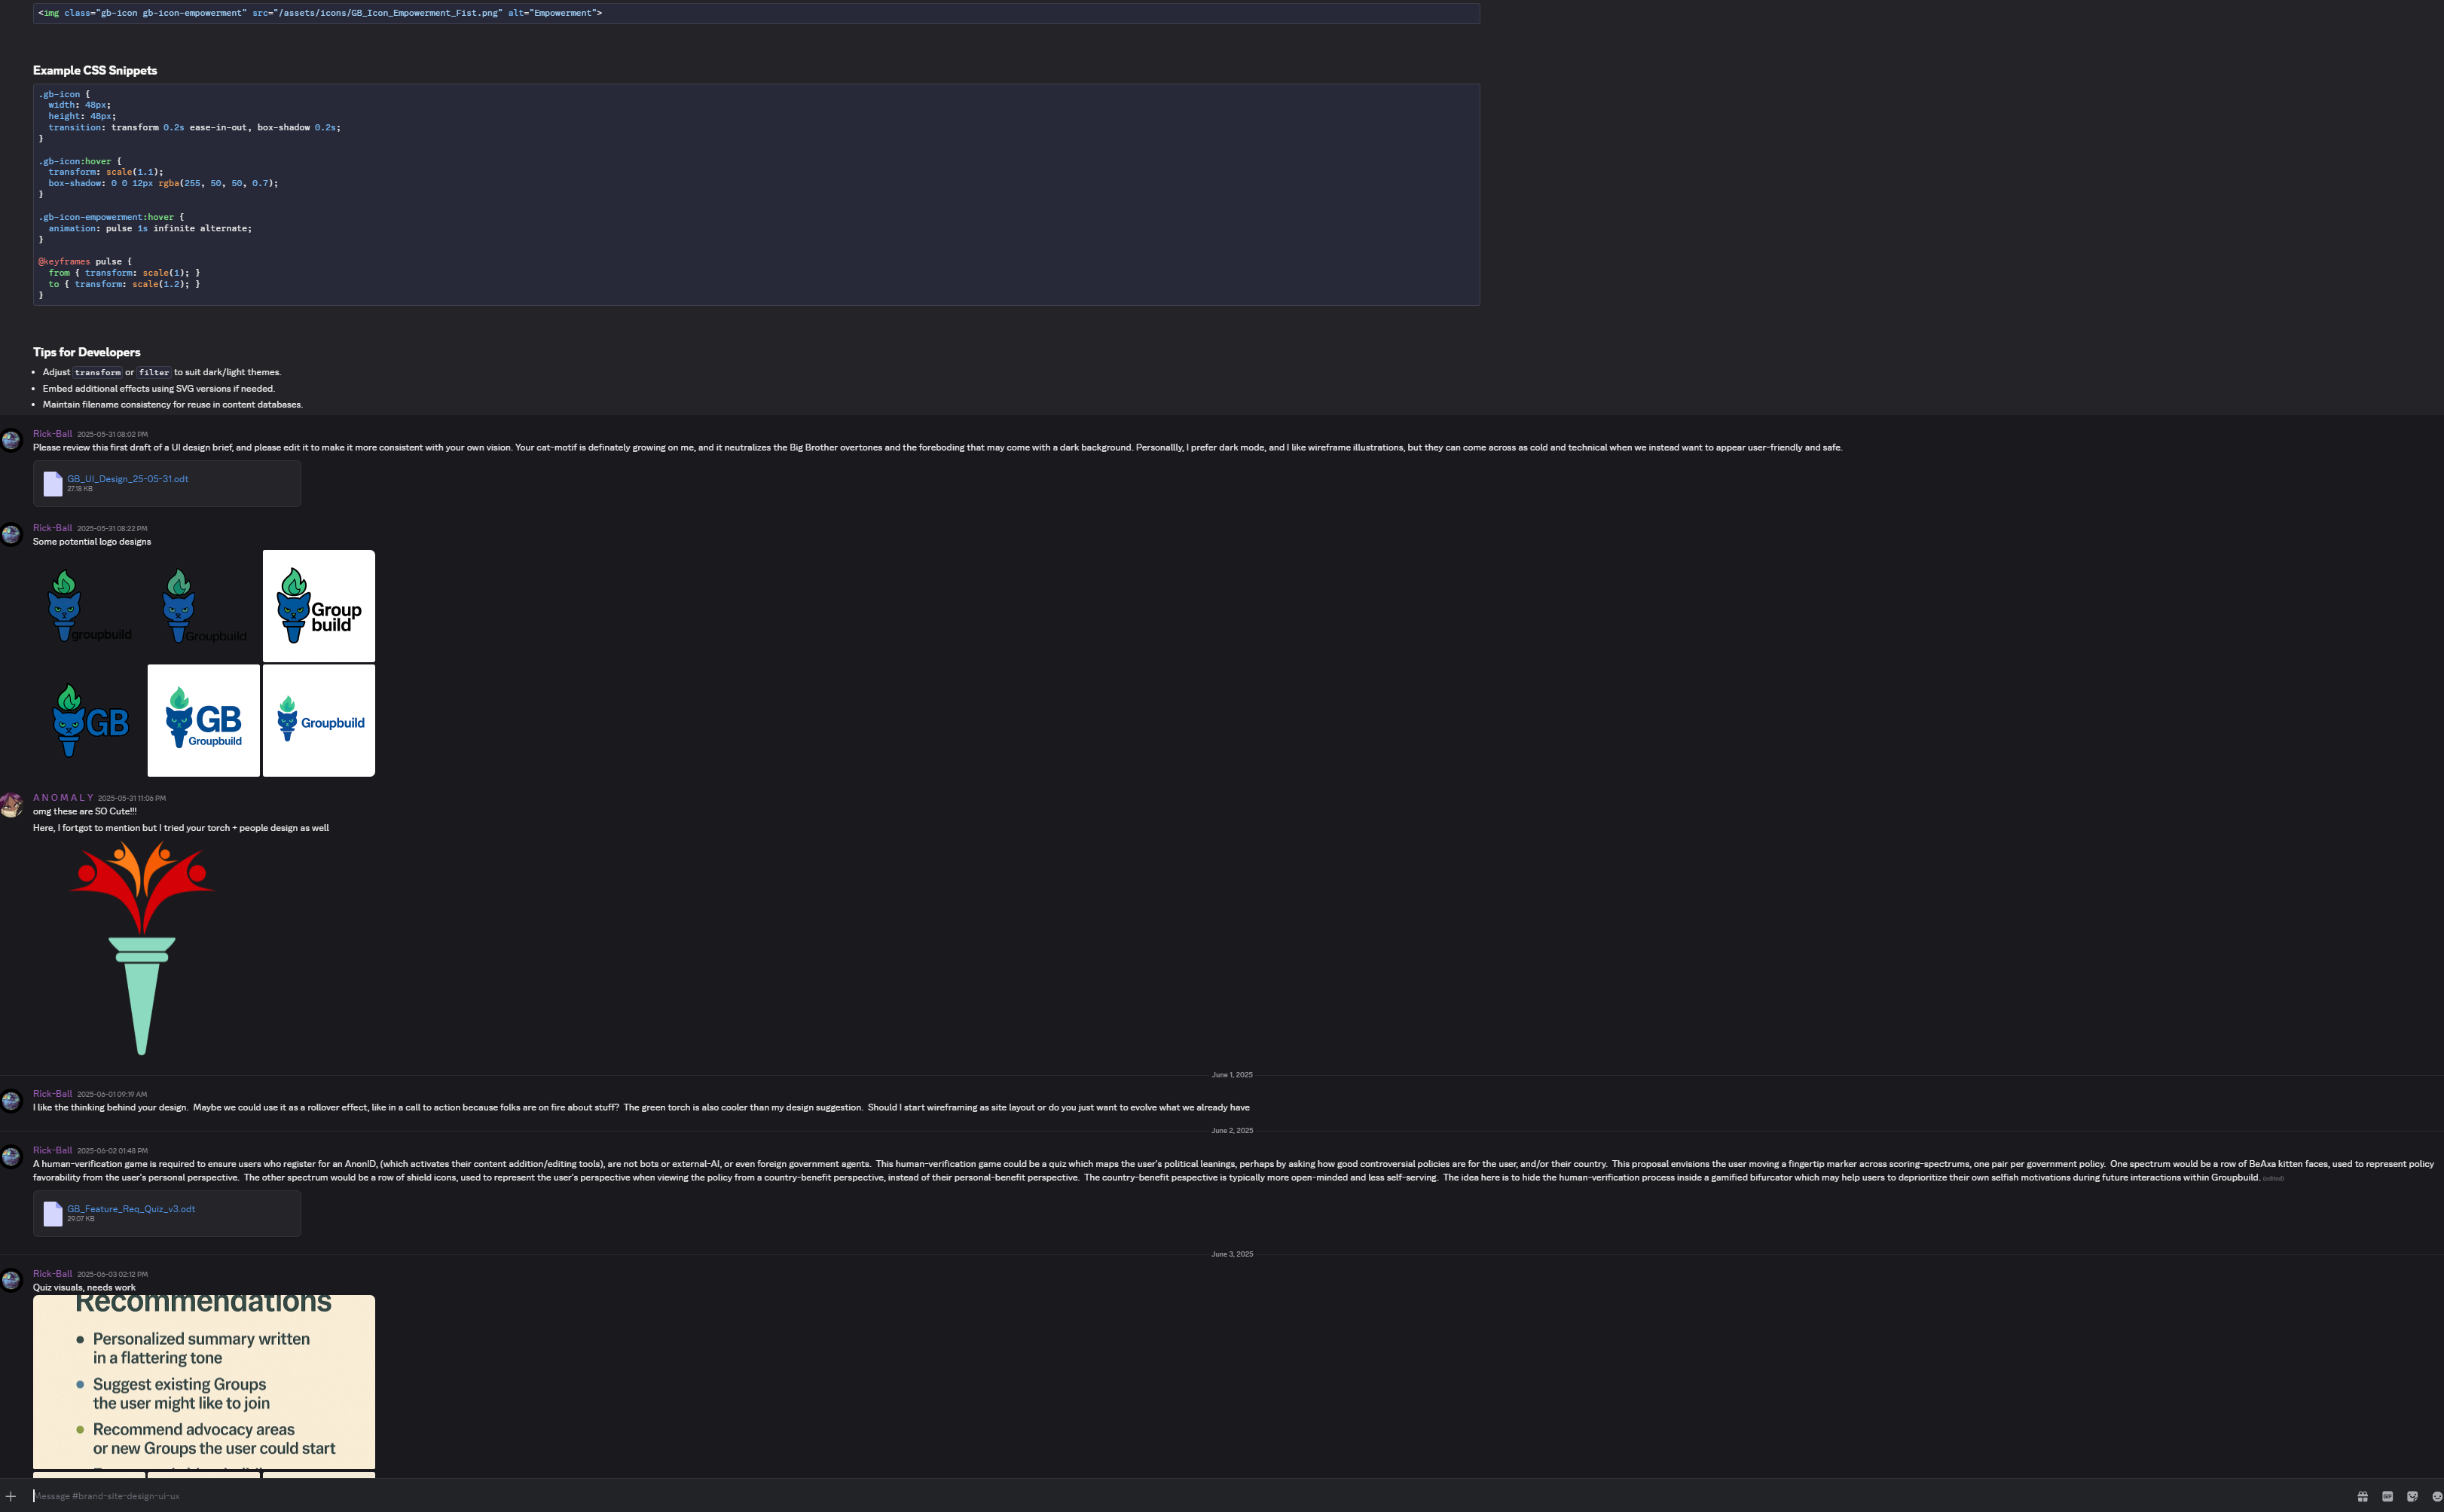 <img class="gb-icon gb-icon-empowerment" src="/assets/icons/GB_Icon_Empowerment_Fist.png" alt="Empowerment">
Example CSS Snippets
.gb-icon {
  width: 48px;
  height: 48px;
  transition: transform 0.2s ease-in-out, box-shadow 0.2s;
}
.gb-icon:hover {
  transform: scale(1.1);
  box-shadow: 0 0 12px rgba(255, 50, 50, 0.7);
}
.gb-icon-empowerment:hover {
  animation: pulse 1s infinite alternate;
}
@keyframes pulse {
  from { transform: scale(1); }
  to { transform: scale(1.2); }
}
Tips for Developers
• Adjust transform or filter to suit dark/light themes.
• Embed additional effects using SVG versions if needed.
• Maintain filename consistency for reuse in content databases.
Rick-Ball 2025-05-31 08:02 PM
Please review this first draft of a UI design brief, and please edit it to make it more consistent with your own vision. Your cat-motif is definately growing on me, and it neutralizes the Big Brother overtones and the foreboding that may come with a dark background. Personallly, I prefer dark mode, and I like wireframe illustrations, but they can come across as cold and technical when we instead want to appear user-friendly and safe.
GB_UI_Design_25-05-31.odt
27.18 KB
Rick-Ball 2025-05-31 08:22 PM
Some potential logo designs
groupbuild
Groupbuild
Group
build
GB
GB
Groupbuild
Groupbuild
A N O M A L Y 2025-05-31 11:06 PM
omg these are SO Cute!!!
Here, I fortgot to mention but I tried your torch + people design as well
June 1, 2025
Rick-Ball 2025-06-01 09:19 AM
I like the thinking behind your design. Maybe we could use it as a rollover effect, like in a call to action because folks are on fire about stuff? The green torch is also cooler than my design suggestion. Should I start wireframing as site layout or do you just want to evolve what we already have
June 2, 2025
Rick-Ball 2025-06-02 01:48 PM
A human-verification game is required to ensure users who register for an AnonID, (which activates their content addition/editing tools), are not bots or external-AI, or even foreign government agents. This human-verification game could be a quiz which maps the user's political leanings, perhaps by asking how good controversial policies are for the user, and/or their country. This proposal envisions the user moving a fingertip marker across scoring-spectrums, one pair per government policy. One spectrum would be a row of BeAxa kitten faces, used to represent policy
favorability from the user's personal perspective. The other spectrum would be a row of shield icons, used to represent the user's perspective when viewing the policy from a country-benefit perspective, instead of their personal-benefit perspective. The country-benefit pespective is typically more open-minded and less self-serving. The idea here is to hide the human-verification process inside a gamified bifurcator which may help users to deprioritize their own selfish motivations during future interactions within Groupbuild. (edited)
GB_Feature_Req_Quiz_v3.odt
29.07 KB
June 3, 2025
Rick-Ball 2025-06-03 02:12 PM
Quiz visuals, needs work
Recommendations
• Personalized summary written
in a flattering tone
• Suggest existing Groups
the user might like to join
• Recommend advocacy areas
or new Groups the user could start
Message #brand-site-design-ui-ux
GIF